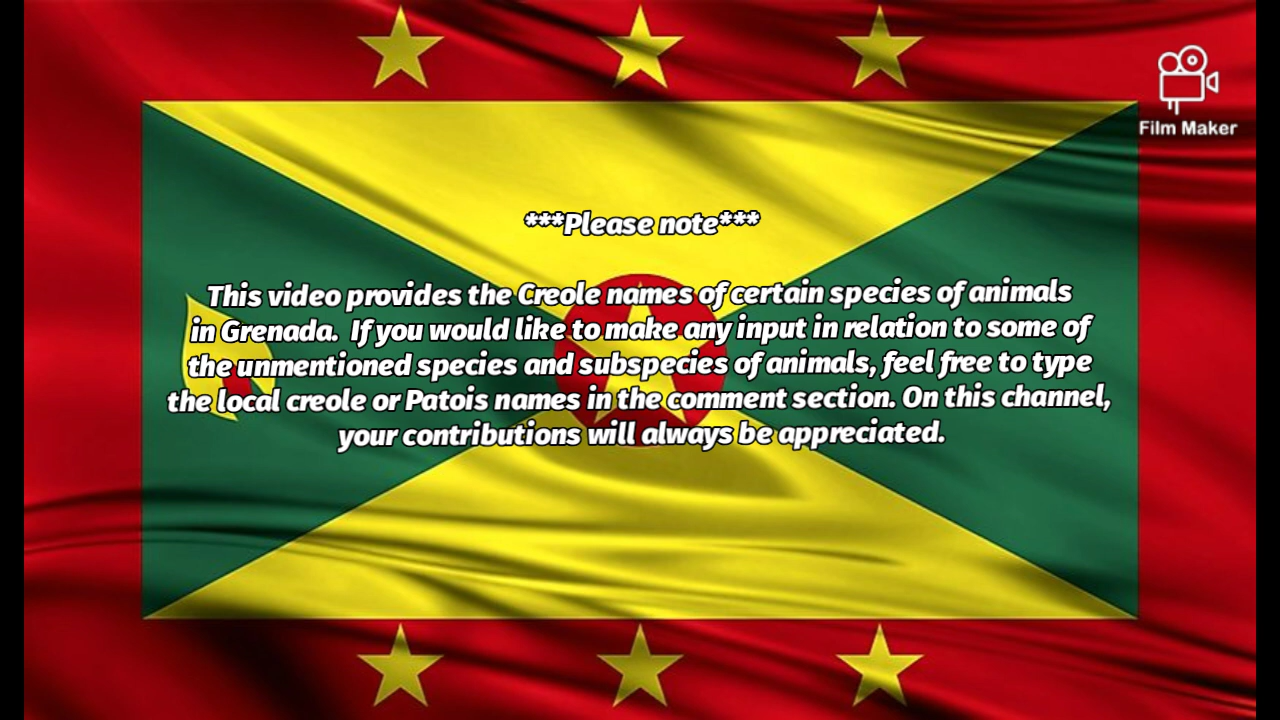 Film Maker
***Please note***
This video provides the Creole names of certain species of animals
in Grenada.  If you would like to make any input in relation to some of
the unmentioned species and subspecies of animals, feel free to type
the local creole or Patois names in the comment section. On this channel,
your contributions will always be appreciated.